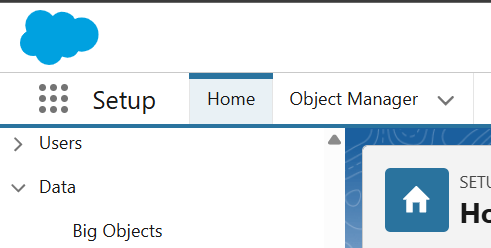 Setup Home Object Manager
Users
Data
SETU
Ho
Big Objects